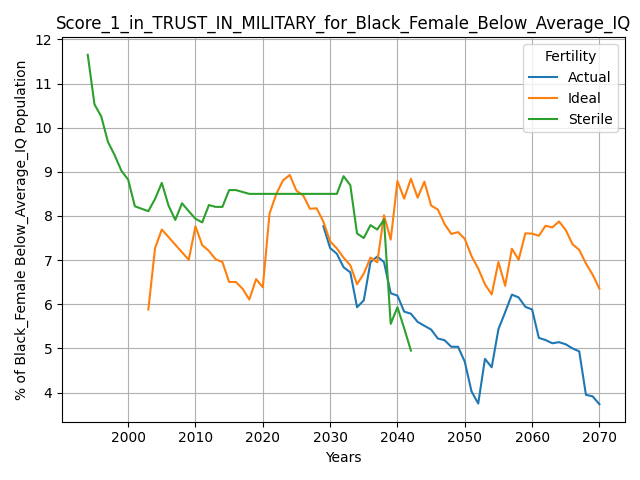 Score_1_in_TRUST_IN_MILITARY_for_Black_Female_Below_Average_IQ
% of Black_Female Below_Average_IQ Population
12
11
10
9
8
7
6
5
4
Fertility
Actual
Ideal
Sterile
2000 2010 2020 2030 2040 2050 2060 2070
Years